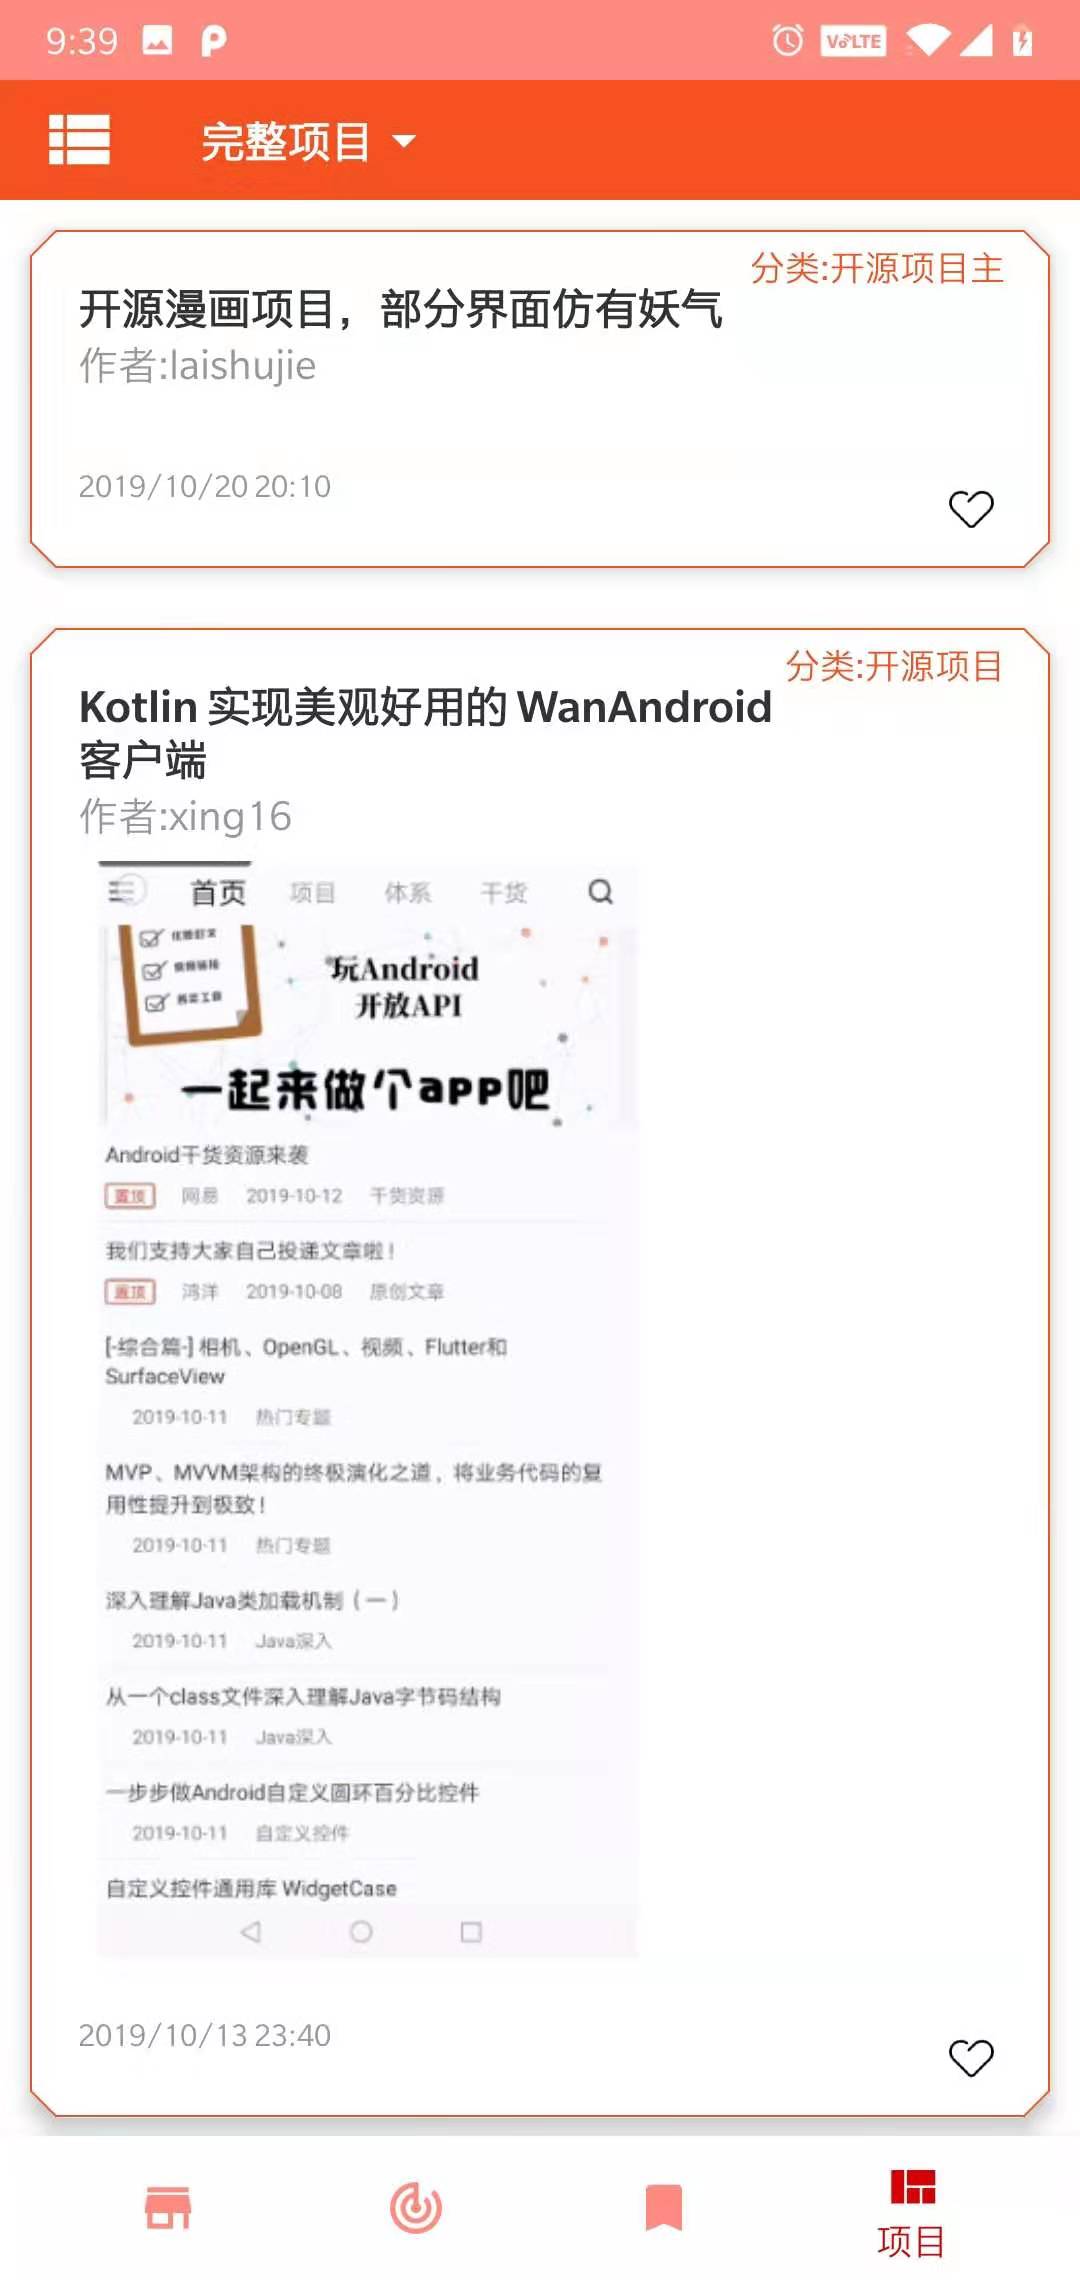 9:39
VoLTE
完整项目
分类:开源项目主
开源漫画项目，部分界面仿有妖气
作者:laishujie
2019/10/20 20:10
分类:开源项目
Kotlin 实现美观好用的 WanAndroid
客户端
作者:xing16
首页 项目 体系 干货
玩Android
开放API
一起来做个app吧
Android干货资源来袭
置顶 网易 2019-10-12 干货资源
我们支持大家自己投递文章啦！
置顶 鸿洋 2019-10-08 原创文章
[-综合篇-] 相机、OpenGL、视频、Flutter和
SurfaceView
2019-10-11 热门专题
MVP、MVVM架构的终极演化之道，将业务代码的复
用性提升到极致！
2019-10-11 热门专题
深入理解Java类加载机制（一）
2019-10-11 Java深入
从一个class文件深入理解Java字节码结构
2019-10-11 Java深入
一步步做Android自定义圆环百分比控件
2019-10-11 自定义控件
自定义控件通用库 WidgetCase
2019/10/13 23:40
项目